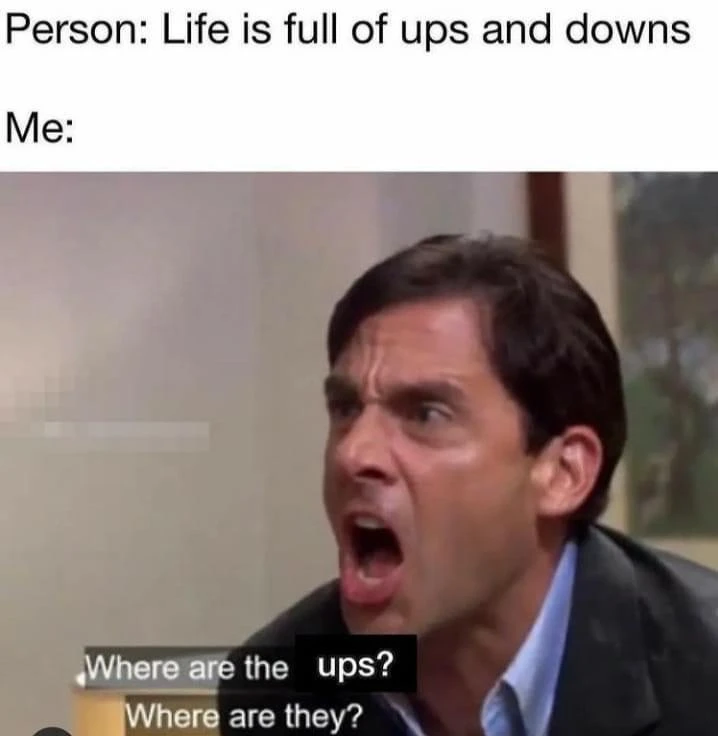 Person: Life is full of ups and downs
Me:
Where are the ups?
Where are they?